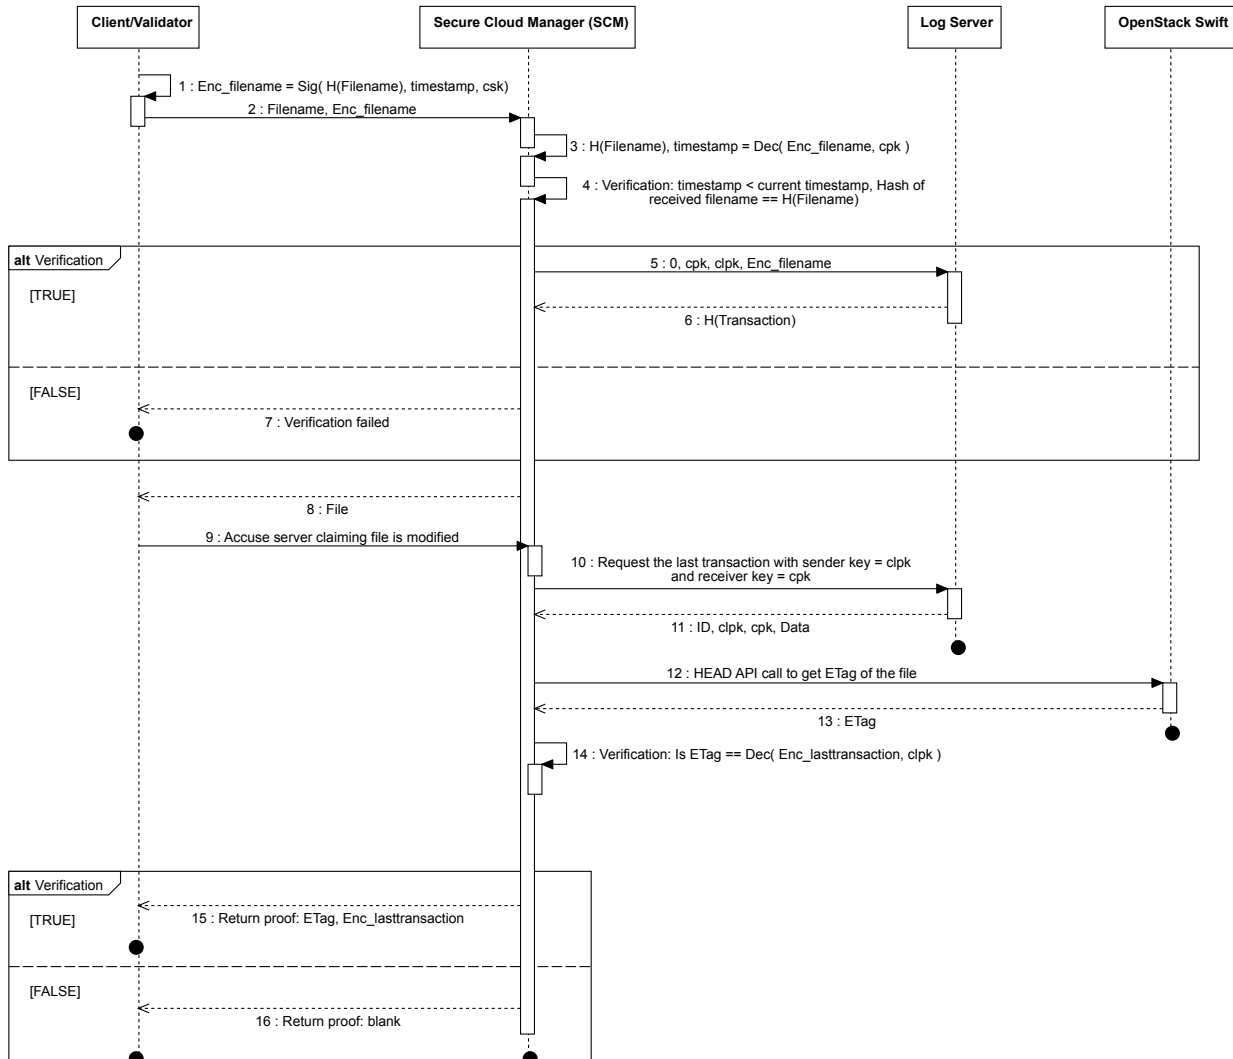 Client/Validator
Secure Cloud Manager (SCM)
Log Server
OpenStack Swift
1 : Enc_filename = Sig( H(Filename), timestamp, csk)
2 : Filename, Enc_filename
3 : H(Filename), timestamp = Dec( Enc_filename, cpk )
4 : Verification: timestamp < current timestamp, Hash of
received filename == H(Filename)
alt Verification
5 : 0, cpk, clpk, Enc_filename
[TRUE]
6 : H(Transaction)
[FALSE]
7 : Verification failed
8 : File
9 : Accuse server claiming file is modified
10 : Request the last transaction with sender key = clpk
and receiver key = cpk
11 : ID, clpk, cpk, Data
12 : HEAD API call to get ETag of the file
13 : ETag
14 : Verification: Is ETag == Dec( Enc_lasttransaction, clpk )
alt Verification
15 : Return proof: ETag, Enc_lasttransaction
[TRUE]
[FALSE]
16 : Return proof: blank